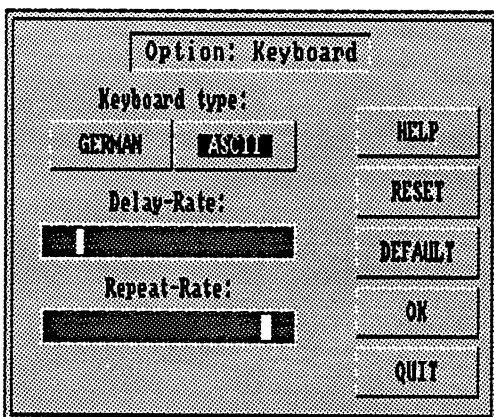 Option: Keyboard
Keyboard type:
GERMAN ASCII
Delay-Rate:
Repeat-Rate:
HELP
RESET
DEFAULT
OK
QUIT